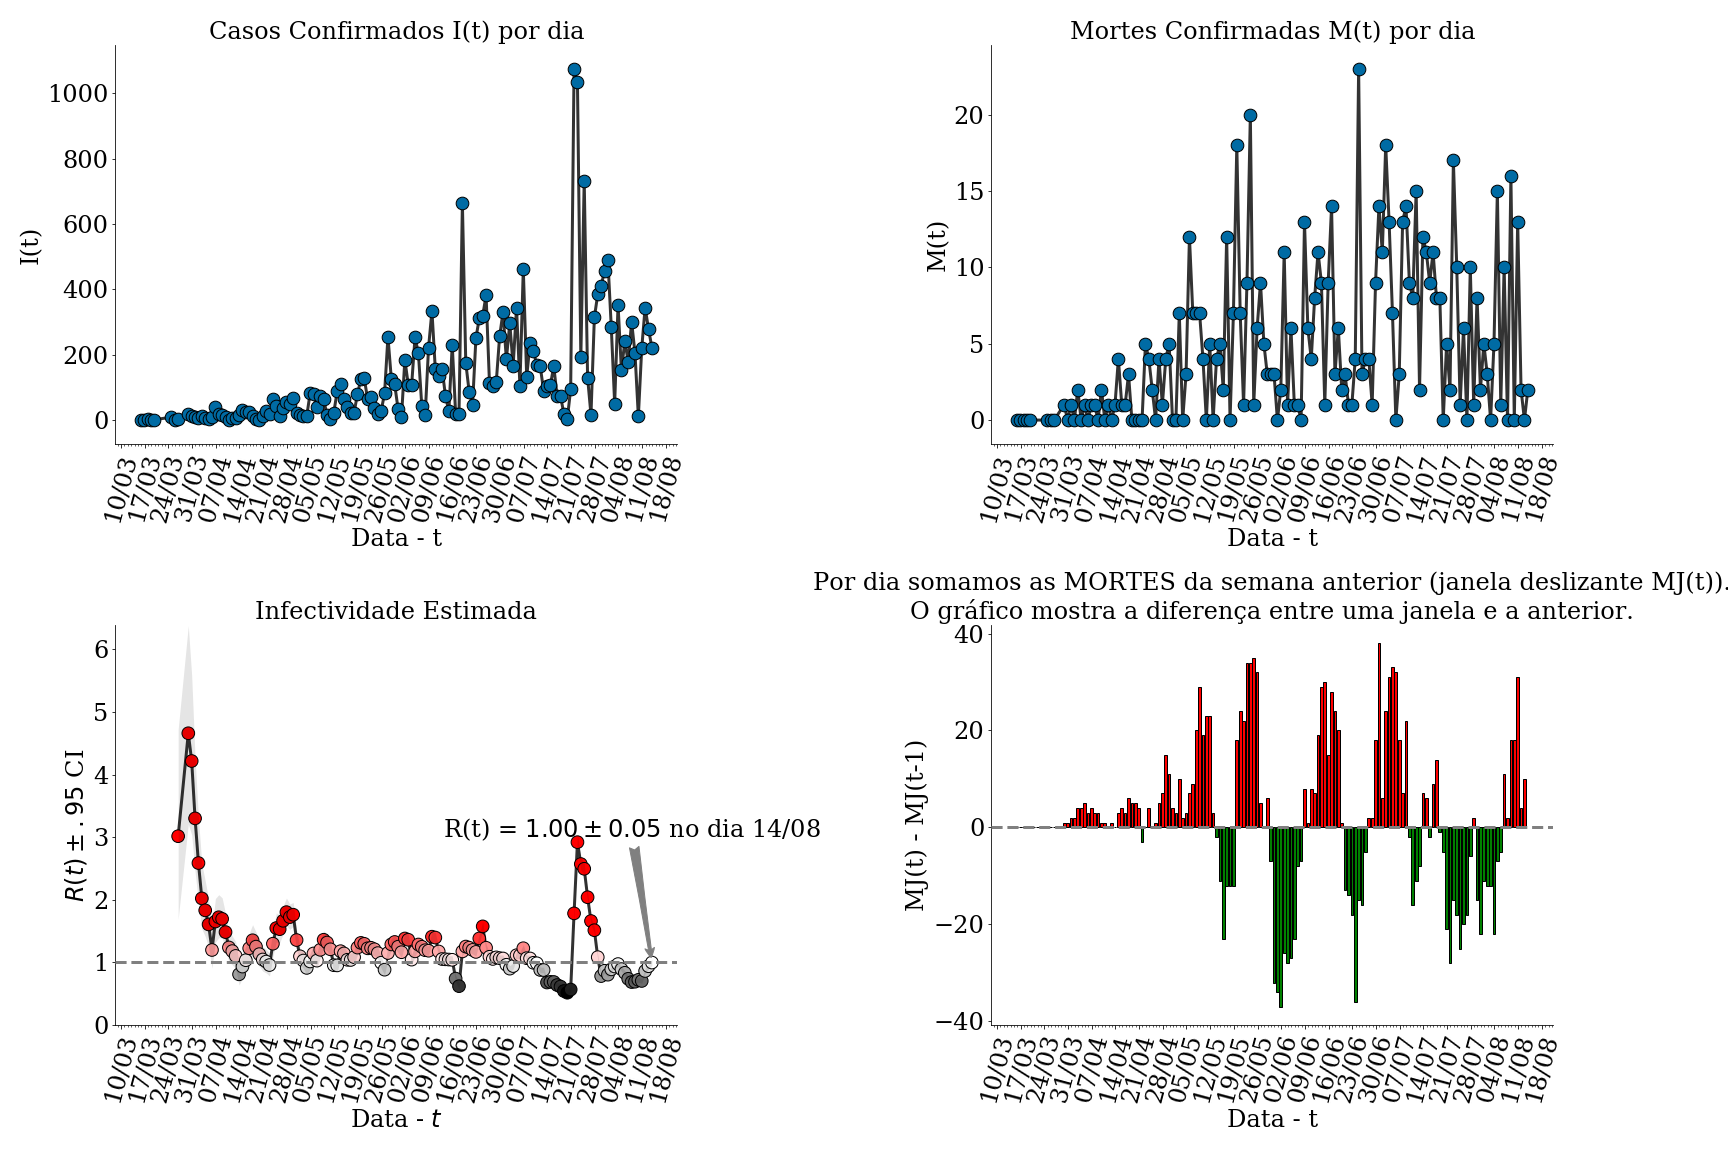 Casos Confirmados I(t) por dia
I(t)
1000
800
600
400
200
0
10/03 17/03 24/03 31/03 07/04 14/04 21/04 28/04 05/05 12/05 19/05 26/05 02/06 09/06 16/06 23/06 30/06 07/07 14/07 21/07 28/07 04/08 11/08 18/08
Data - t
Mortes Confirmadas M(t) por dia
M(t)
20
15
10
5
0
10/03 17/03 24/03 31/03 07/04 14/04 21/04 28/04 05/05 12/05 19/05 26/05 02/06 09/06 16/06 23/06 30/06 07/07 14/07 21/07 28/07 04/08 11/08 18/08
Data - t
Infectividade Estimada
R(t) ± .95 CI
6
5
4
3
2
1
0
R(t) = 1.00 ± 0.05 no dia 14/08
10/03 17/03 24/03 31/03 07/04 14/04 21/04 28/04 05/05 12/05 19/05 26/05 02/06 09/06 16/06 23/06 30/06 07/07 14/07 21/07 28/07 04/08 11/08 18/08
Data - t
Por dia somamos as MORTES da semana anterior (janela deslizante MJ(t)).
O gráfico mostra a diferença entre uma janela e a anterior.
MJ(t) - MJ(t-1)
40
20
0
−20
−40
10/03 17/03 24/03 31/03 07/04 14/04 21/04 28/04 05/05 12/05 19/05 26/05 02/06 09/06 16/06 23/06 30/06 07/07 14/07 21/07 28/07 04/08 11/08 18/08
Data - t